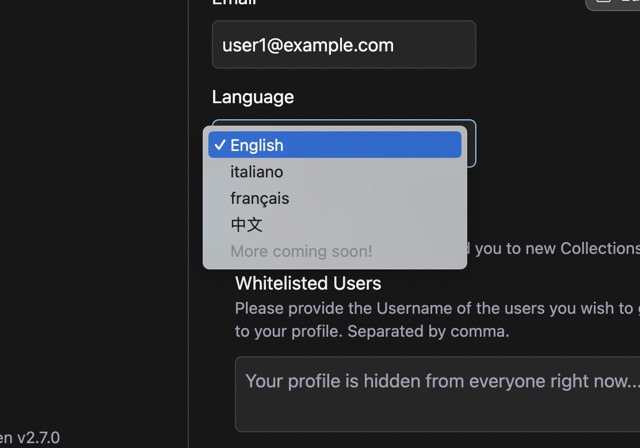 Email
user1@example.com
Language
✓ English
italiano
français
中文
More coming soon!
you to new Collections
Whitelisted Users
Please provide the Username of the users you wish to
to your profile. Separated by comma.
Your profile is hidden from everyone right now...
v2.7.0